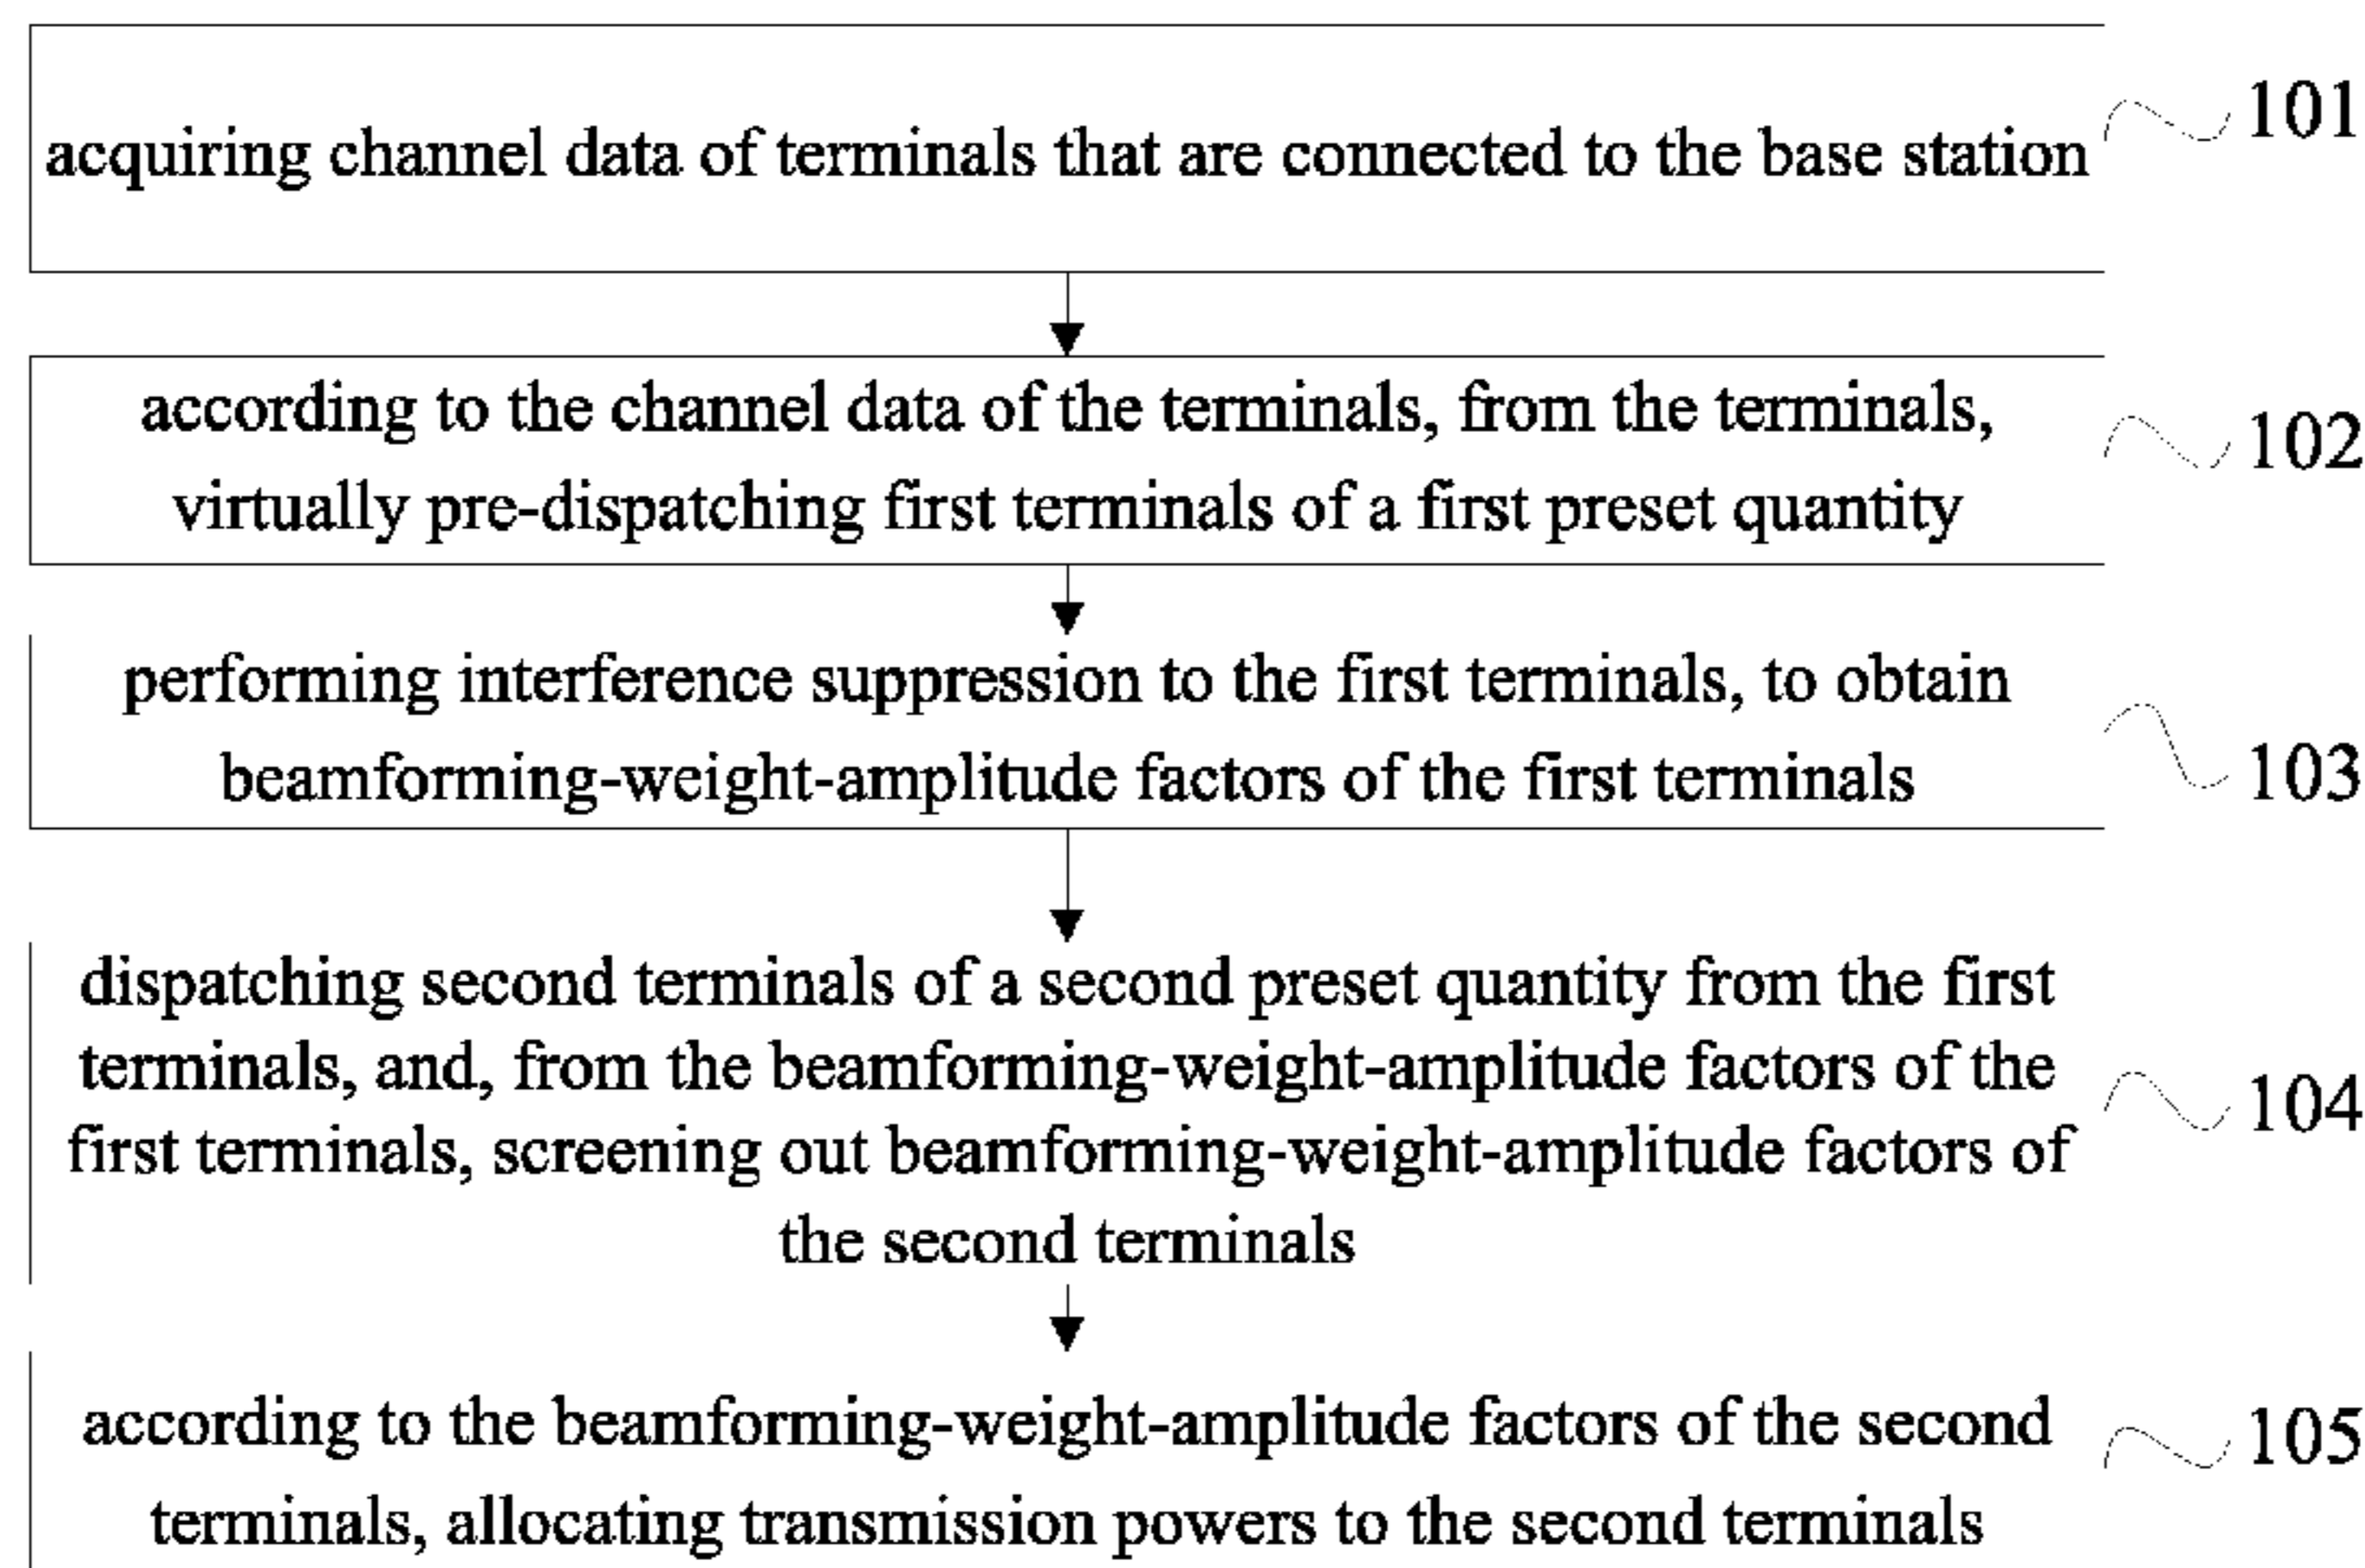 acquiring channel data of terminals that are connected to the base station
101
according to the channel data of the terminals, from the terminals,
virtually pre-dispatching first terminals of a first preset quantity
102
performing interference suppression to the first terminals, to obtain
beamforming-weight-amplitude factors of the first terminals
103
dispatching second terminals of a second preset quantity from the first
terminals, and, from the beamforming-weight-amplitude factors of the
first terminals, screening out beamforming-weight-amplitude factors of
the second terminals
104
according to the beamforming-weight-amplitude factors of the second
terminals, allocating transmission powers to the second terminals
105